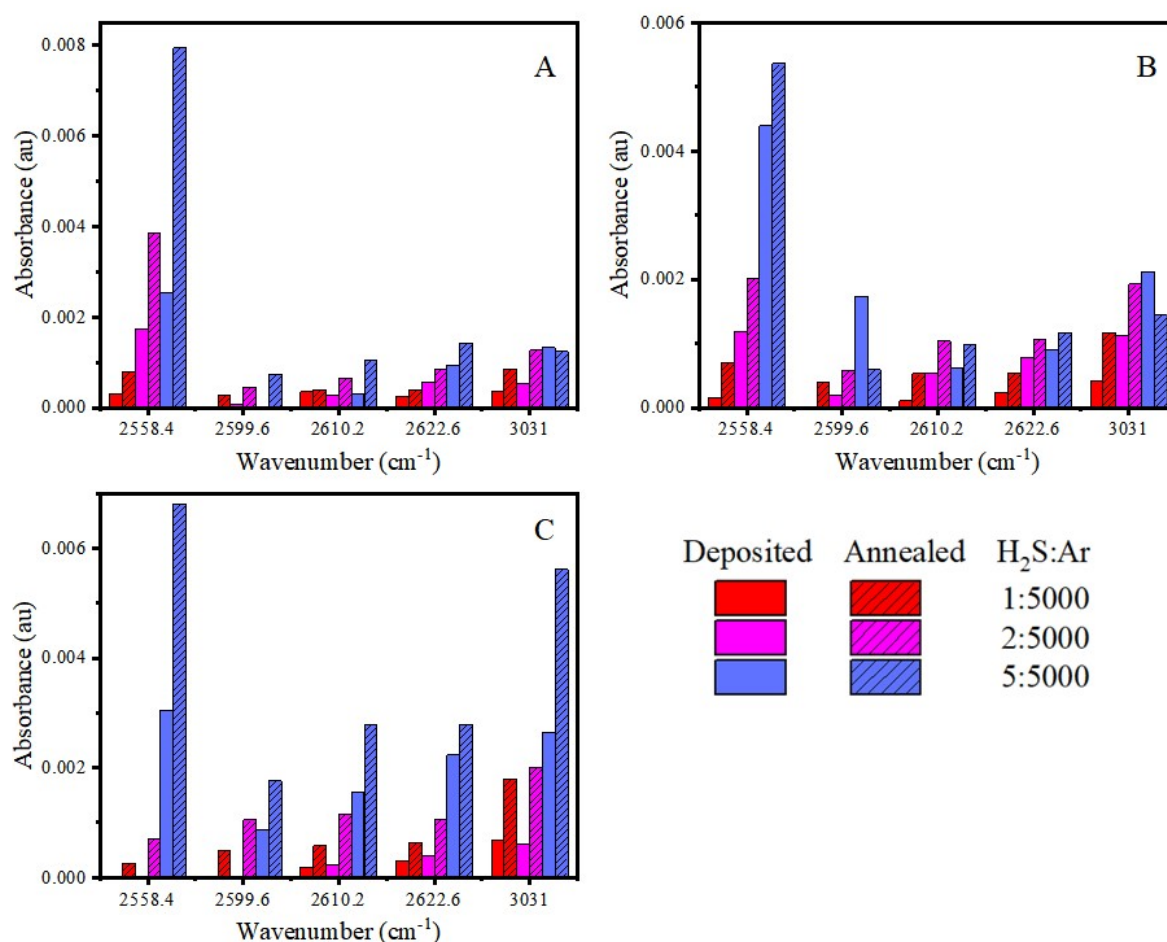 A
Absorbance (au)
0.008
0.006
0.004
0.002
0.000
2558.4 2599.6 2610.2 2622.6 3031
Wavenumber (cm⁻¹)
B
Absorbance (au)
0.006
0.004
0.002
0.000
2558.4 2599.6 2610.2 2622.6 3031
Wavenumber (cm⁻¹)
C
Absorbance (au)
0.006
0.004
0.002
0.000
2558.4 2599.6 2610.2 2622.6 3031
Wavenumber (cm⁻¹)
Deposited Annealed H₂S:Ar
1:5000
2:5000
5:5000